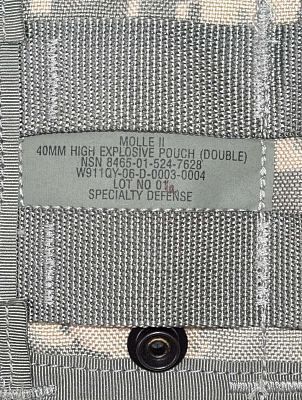 MOLLE II
40MM HIGH EXPLOSIVE POUCH (DOUBLE)
NSN 8465-01-524-7628
W911QY-06-D-0003-0004
LOT NO 01
SPECIALTY DEFENSE